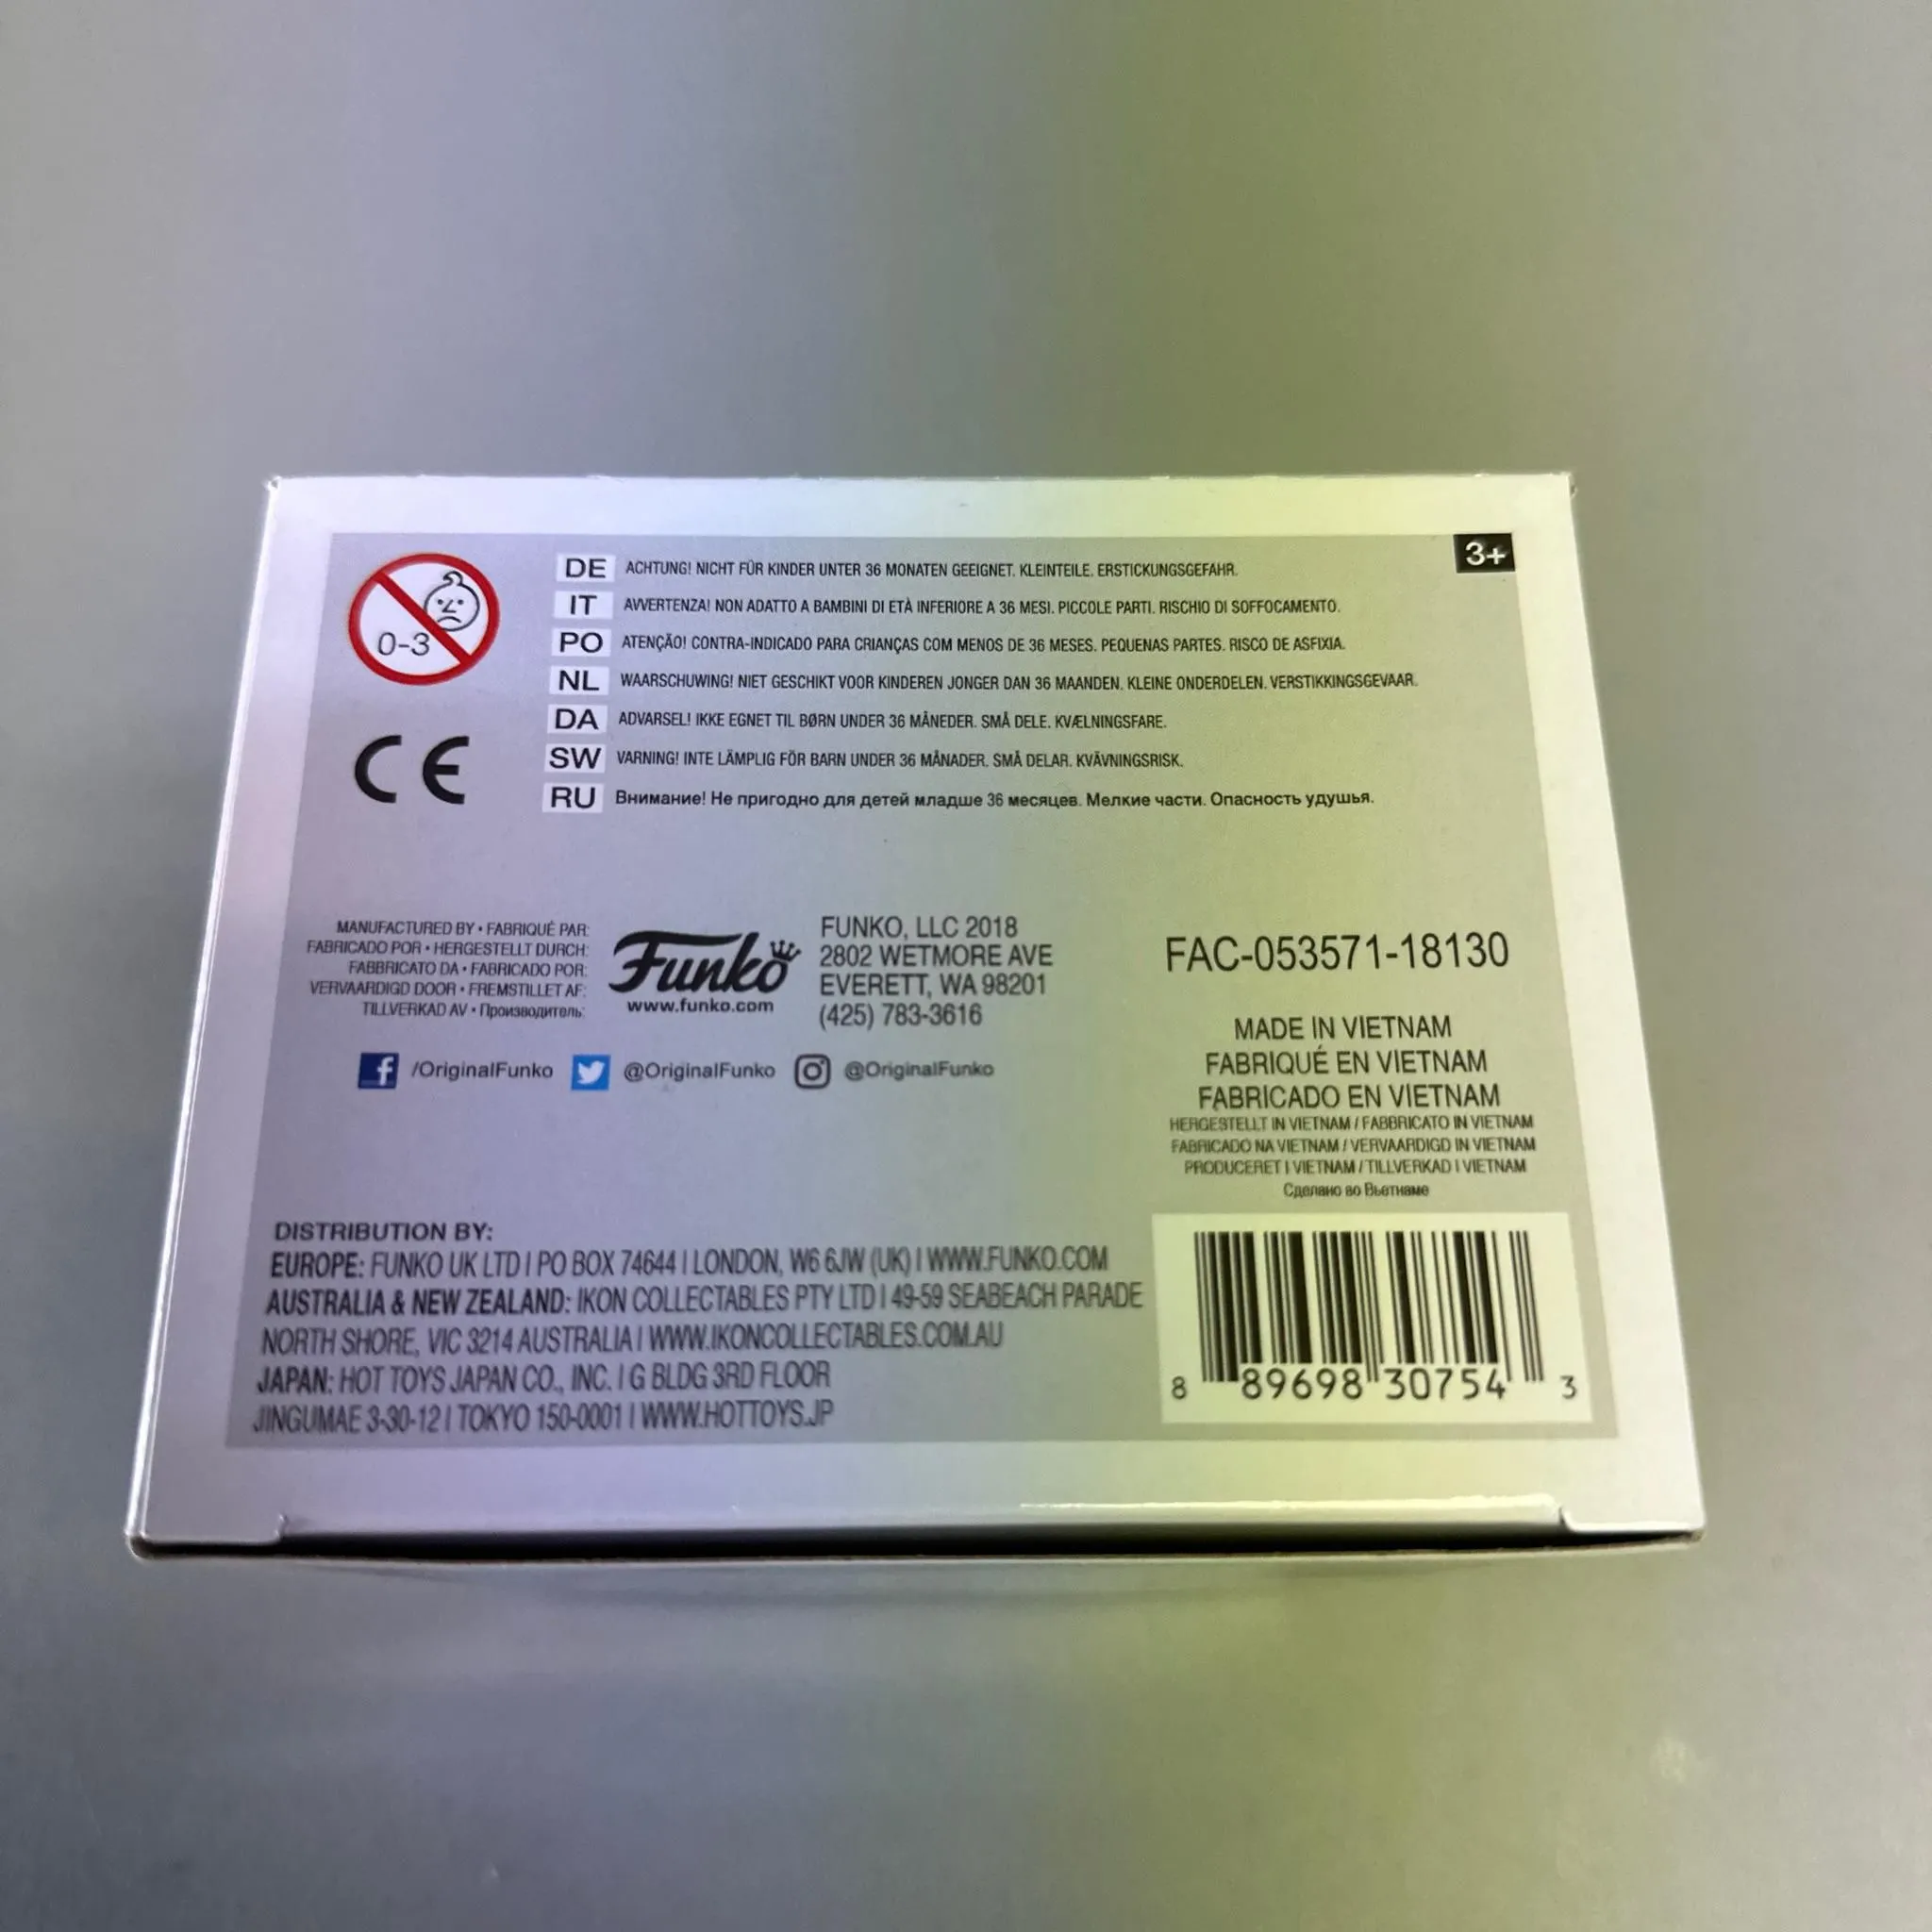 0-3
CE
3+
DE ACHTUNG! NICHT FÜR KINDER UNTER 36 MONATEN GEEIGNET. KLEINTEILE. ERSTICKUNGSGEFAHR.
IT AVVERTENZA! NON ADATTO A BAMBINI DI ETÀ INFERIORE A 36 MESI. PICCOLE PARTI. RISCHIO DI SOFFOCAMENTO.
PO ATENÇÃO! CONTRA-INDICADO PARA CRIANÇAS COM MENOS DE 36 MESES. PEQUENAS PARTES. RISCO DE ASFIXIA.
NL WAARSCHUWING! NIET GESCHIKT VOOR KINDEREN JONGER DAN 36 MAANDEN. KLEINE ONDERDELEN. VERSTIKKINGSGEVAAR.
DA ADVARSEL! IKKE EGNET TIL BØRN UNDER 36 MÅNEDER. SMÅ DELE. KVÆLNINGSFARE.
SW VARNING! INTE LÄMPLIG FÖR BARN UNDER 36 MÅNADER. SMÅ DELAR. KVÄVNINGSRISK.
RU Внимание! Не пригодно для детей младше 36 месяцев. Мелкие части. Опасность удушья.
MANUFACTURED BY • FABRIQUÉ PAR:
FABRICADO POR • HERGESTELLT DURCH:
FABBRICATO DA • FABRICADO POR:
VERVAARDIGD DOOR • FREMSTILLET AF:
TILLVERKAD AV • Производитель:
Funko
www.funko.com
FUNKO, LLC 2018
2802 WETMORE AVE
EVERETT, WA 98201
(425) 783-3616
/OriginalFunko @OriginalFunko @OriginalFunko
FAC-053571-18130
MADE IN VIETNAM
FABRIQUÉ EN VIETNAM
FABRICADO EN VIETNAM
HERGESTELLT IN VIETNAM / FABBRICATO IN VIETNAM
FABRICADO NA VIETNAM / VERVAARDIGD IN VIETNAM
PRODUCERET I VIETNAM / TILLVERKAD I VIETNAM
Сделано во Вьетнаме
DISTRIBUTION BY:
EUROPE: FUNKO UK LTD | PO BOX 74644 | LONDON, W6 6JW (UK) | WWW.FUNKO.COM
AUSTRALIA & NEW ZEALAND: IKON COLLECTABLES PTY LTD | 49-59 SEABEACH PARADE
NORTH SHORE, VIC 3214 AUSTRALIA | WWW.IKONCOLLECTABLES.COM.AU
JAPAN: HOT TOYS JAPAN CO., INC. | G BLDG 3RD FLOOR
JINGUMAE 3-30-12 | TOKYO 150-0001 | WWW.HOTTOYS.JP
8 89698 30754 3